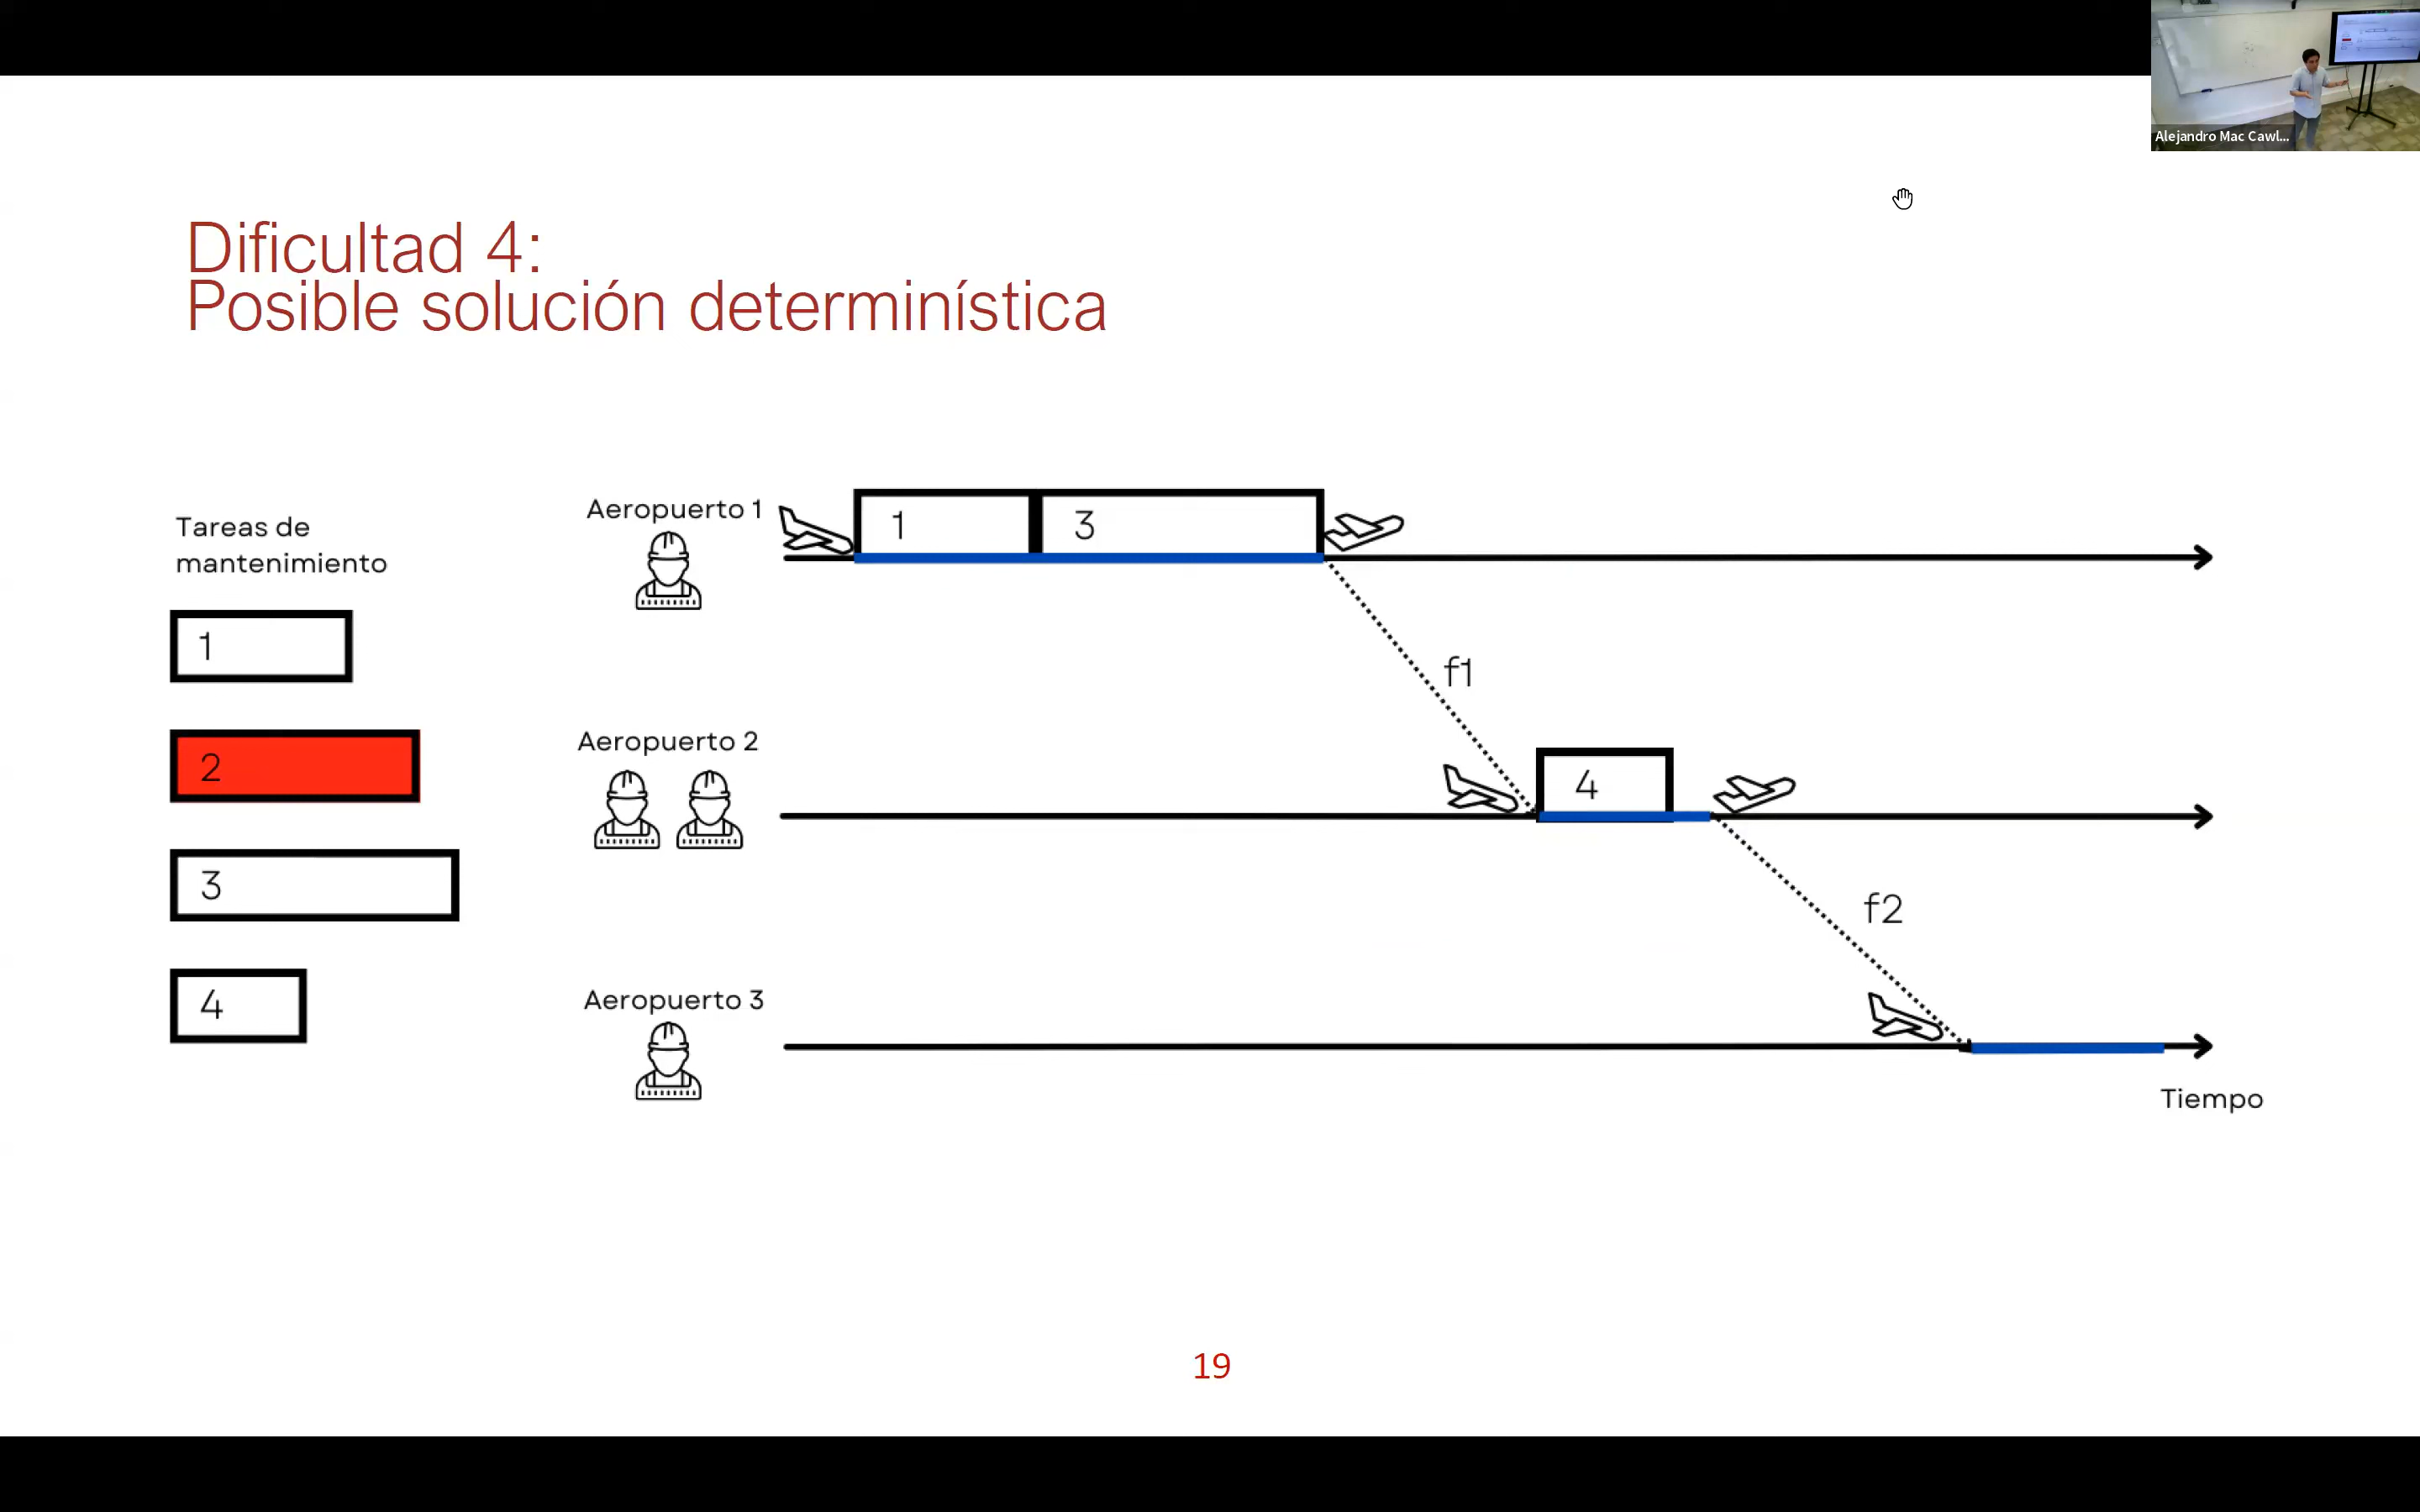 Alejandro Mac Cawl...
Dificultad 4:
Posible solución determinística
Tareas de
mantenimiento
1
2
3
4
Aeropuerto 1
1
3
f1
Aeropuerto 2
4
f2
Aeropuerto 3
Tiempo
19